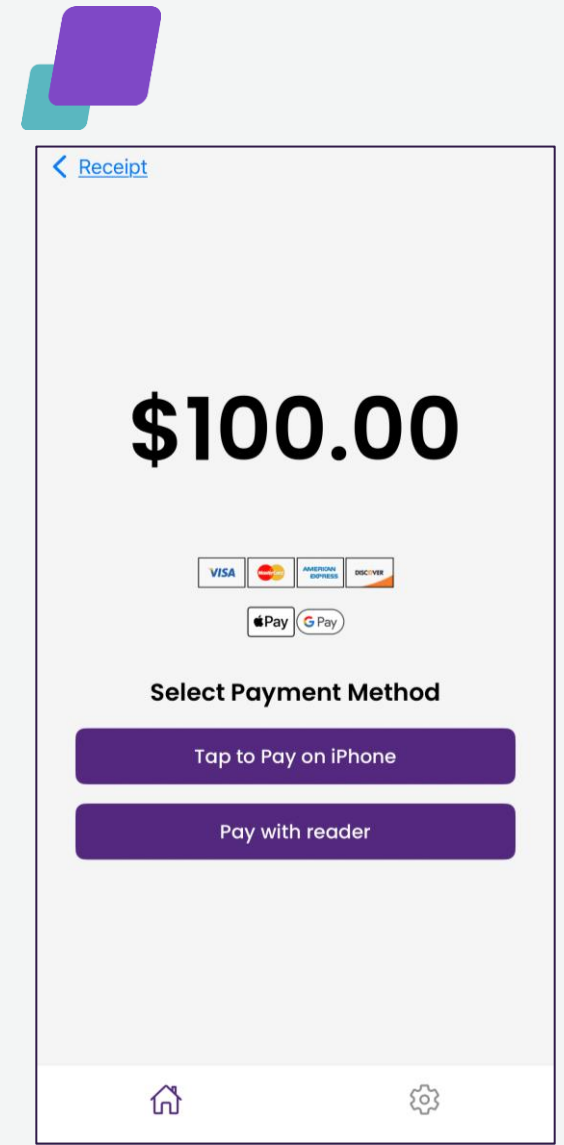 Receipt
$100.00
VISA MasterCard AMERICAN EXPRESS DISCOVER
Pay G Pay
Select Payment Method
Tap to Pay on iPhone
Pay with reader